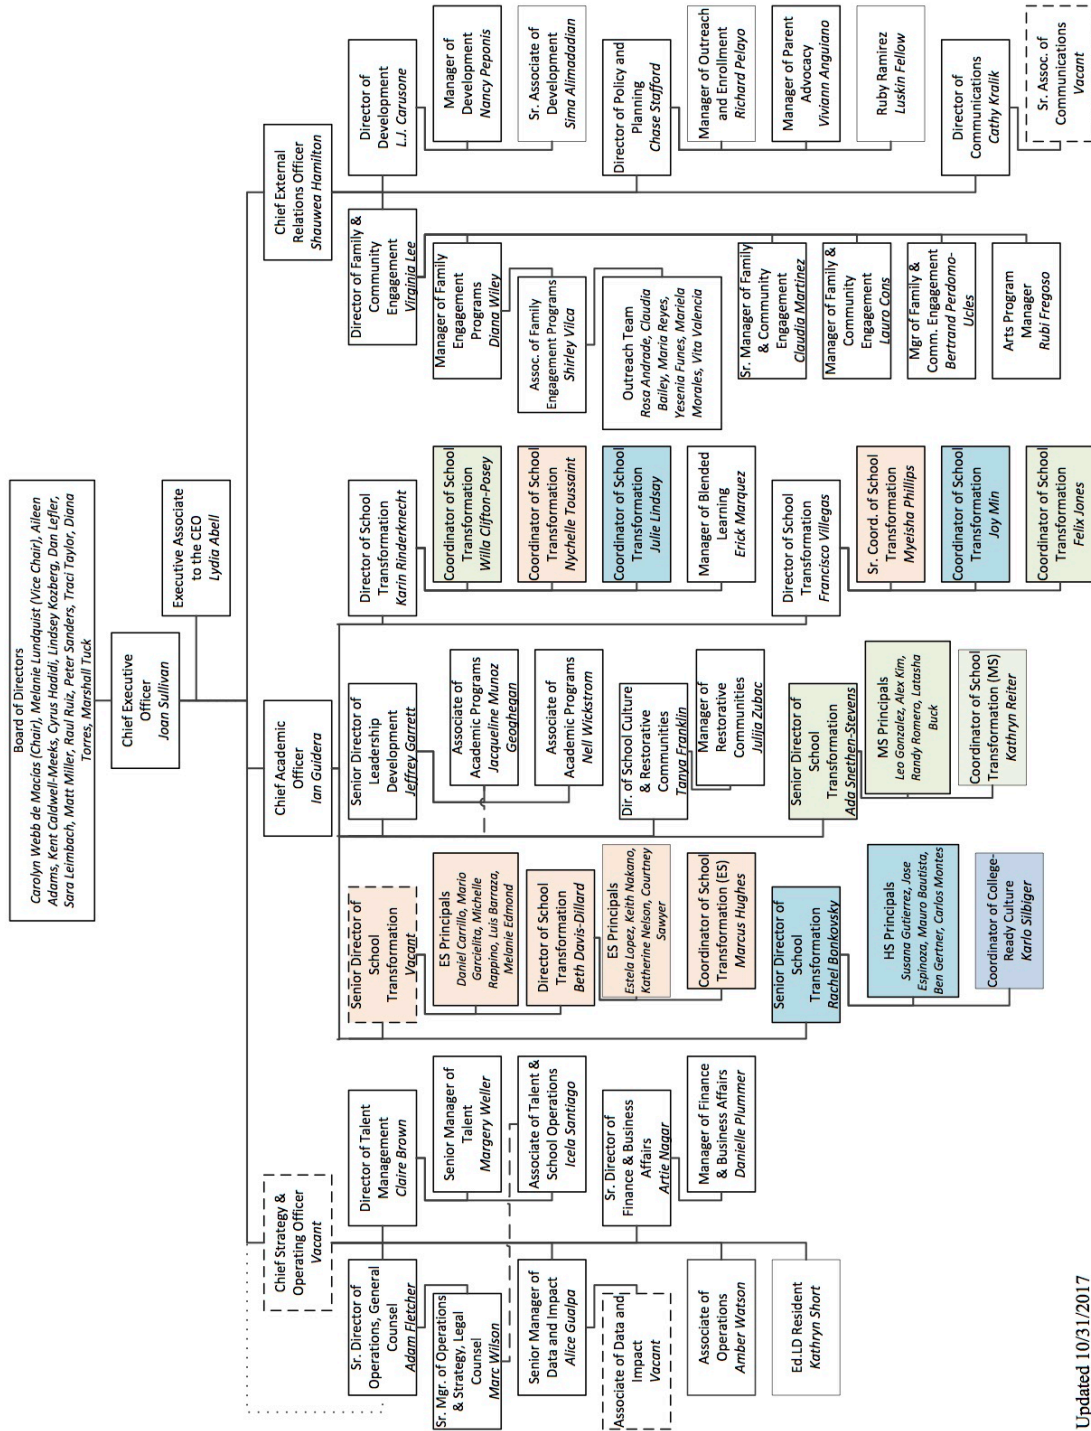 Board of Directors
Carolyn Webb de Macias (Chair), Melanie Lundquist (Vice Chair), Aileen
Adams, Kent Caldwell-Meeks, Cyrus Hadidi, Lindsey Kozberg, Dan Lefler,
Sara Leimbach, Matt Miller, Raul Ruiz, Peter Sanders, Traci Taylor, Diana
Torres, Marshall Tuck
Chief Executive
Officer
Joan Sullivan
Executive Associate
to the CEO
Lydia Abell
Chief Strategy &
Operating Officer
Vacant
Chief Academic
Officer
Ian Guidera
Chief External
Relations Officer
Shauwea Hamilton
Sr. Director of
Operations, General
Counsel
Adam Fletcher
Sr. Mgr. of Operations
& Strategy, Legal
Counsel
Marc Wilson
Senior Manager of
Data and Impact
Alice Gualpa
Associate of Data and
Impact
Vacant
Associate of
Operations
Amber Watson
Ed.LD Resident
Kathryn Short
Director of Talent
Management
Claire Brown
Senior Manager of
Talent
Margery Weller
Associate of Talent &
School Operations
Icela Santiago
Sr. Director of
Finance & Business
Affairs
Artie Nagar
Manager of Finance
& Business Affairs
Danielle Plummer
Senior Director of
School
Transformation
Vacant
ES Principals
Daniel Carrillo, Mario
Garcielita, Michelle
Rappino, Luis Barraza,
Melanie Edmond
Director of School
Transformation
Beth Davis-Dillard
ES Principals
Estela Lopez, Keith Nakano,
Katherine Nelson, Courtney
Sawyer
Coordinator of School
Transformation (ES)
Marcus Hughes
Senior Director of
School
Transformation
Rachel Bonkovsky
HS Principals
Susana Gutierrez, Jose
Espinoza, Mauro Bautista,
Ben Gertner, Carlos Montes
Coordinator of College-
Ready Culture
Karlo Silbiger
Senior Director of
Leadership
Development
Jeffrey Garrett
Associate of
Academic Programs
Jacqueline Munoz
Geoghegan
Associate of
Academic Programs
Nell Wickstrom
Dir. of School Culture
& Restorative
Communities
Tanya Franklin
Manager of
Restorative
Communities
Julija Zubac
Senior Director of
School
Transformation
Ada Snethen-Stevens
MS Principals
Leo Gonzalez, Alex Kim,
Randy Romero, Latasha
Buck
Coordinator of School
Transformation (MS)
Kathryn Reiter
Director of School
Transformation
Karin Rinderknecht
Coordinator of School
Transformation
Willa Clifton-Posey
Coordinator of School
Transformation
Nychelle Toussaint
Coordinator of School
Transformation
Julie Lindsay
Manager of Blended
Learning
Erick Marquez
Director of School
Transformation
Francisco Villegas
Sr. Coord. of School
Transformation
Myeisha Phillips
Coordinator of School
Transformation
Joy Min
Coordinator of School
Transformation
Felix Jones
Director of Family &
Community
Engagement
Virginia Lee
Manager of Family
Engagement
Programs
Diana Wiley
Assoc. of Family
Engagement Programs
Shirley Vilca
Outreach Team
Rosa Andrade, Claudia
Bailey, Maria Reyes,
Yesenia Funes, Mariela
Morales, Vita Valencia
Sr. Manager of Family
& Community
Engagement
Claudia Martinez
Manager of Family &
Community
Engagement
Lauro Cons
Mgr of Family &
Comm. Engagement
Bertrand Perdomo-
Ucles
Arts Program
Manager
Rubi Fregoso
Director of
Development
L.J. Carusone
Manager of
Development
Nancy Peponis
Sr. Associate of
Development
Sima Alimadadian
Director of Policy and
Planning
Chase Stafford
Manager of Outreach
and Enrollment
Richard Pelayo
Manager of Parent
Advocacy
Viviann Anguiano
Ruby Ramirez
Luskin Fellow
Director of
Communications
Cathy Kralik
Sr. Assoc. of
Communications
Vacant
Updated 10/31/2017